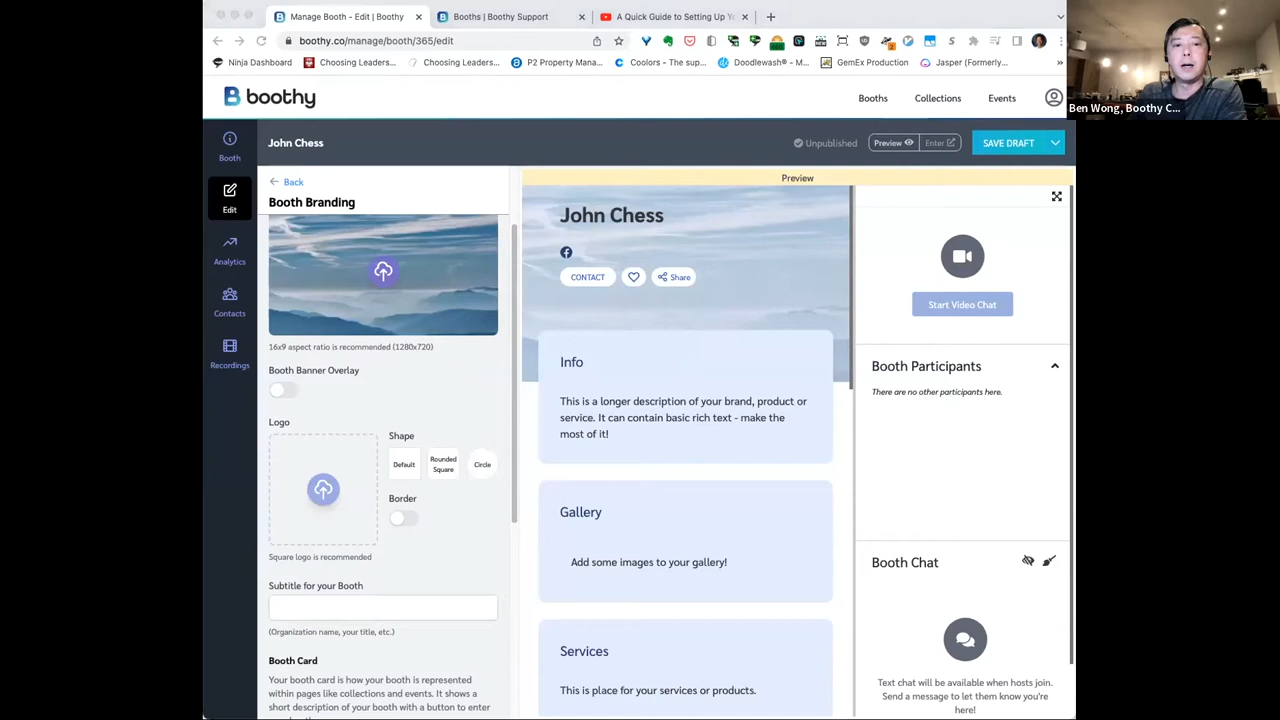 Manage Booth - Edit | Boothy
Booths | Boothy Support
A Quick Guide to Setting Up Yo
boothy.co/manage/booth/365/edit
Ninja Dashboard
Choosing Leaders...
Choosing Leaders...
P2 Property Mana...
Coolors - The sup...
Doodlewash® - M...
GemEx Production
Jasper (Formerly...
»
Ben Wong, Boothy C...
boothy
Booths
Collections
Events
John Chess
Unpublished
Preview
Enter
SAVE DRAFT
Booth
Edit
Analytics
Contacts
Recordings
Back
Booth Branding
16x9 aspect ratio is recommended (1280x720)
Booth Banner Overlay
Logo
Shape
Default
Rounded
Square
Circle
Border
Square logo is recommended
Subtitle for your Booth
(Organization name, your title, etc.)
Booth Card
Your booth card is how your booth is represented
within pages like collections and events. It shows a
short description of your booth with a button to enter
Preview
John Chess
CONTACT
Share
Info
This is a longer description of your brand, product or
service. It can contain basic rich text - make the
most of it!
Gallery
Add some images to your gallery!
Services
This is place for your services or products.
Start Video Chat
Booth Participants
There are no other participants here.
Booth Chat
Text chat will be available when hosts join.
Send a message to let them know you're
here!